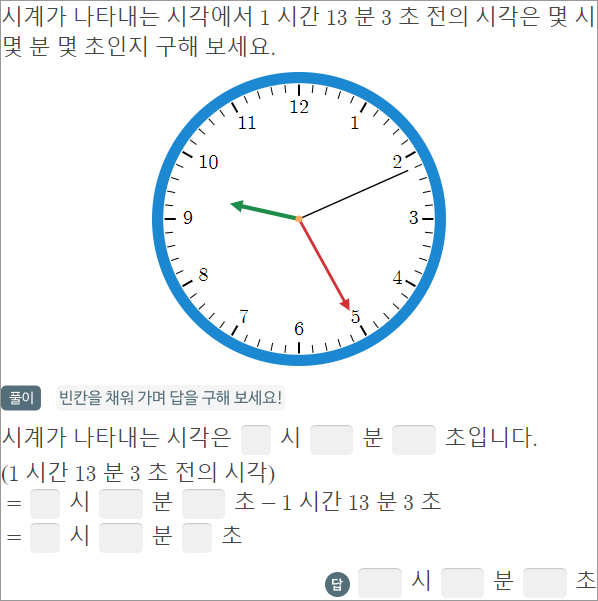 시계가 나타내는 시각에서 1 시간 13 분 3 초 전의 시각은 몇 시
몇 분 몇 초인지 구해 보세요.
12
11 1
10 2
9 3
8 4
7 5
6
풀이 빈칸을 채워 가며 답을 구해 보세요!
시계가 나타내는 시각은 시 분 초입니다.
(1 시간 13 분 3 초 전의 시각)
= 시 분 초 − 1 시간 13 분 3 초
= 시 분 초
답 시 분 초